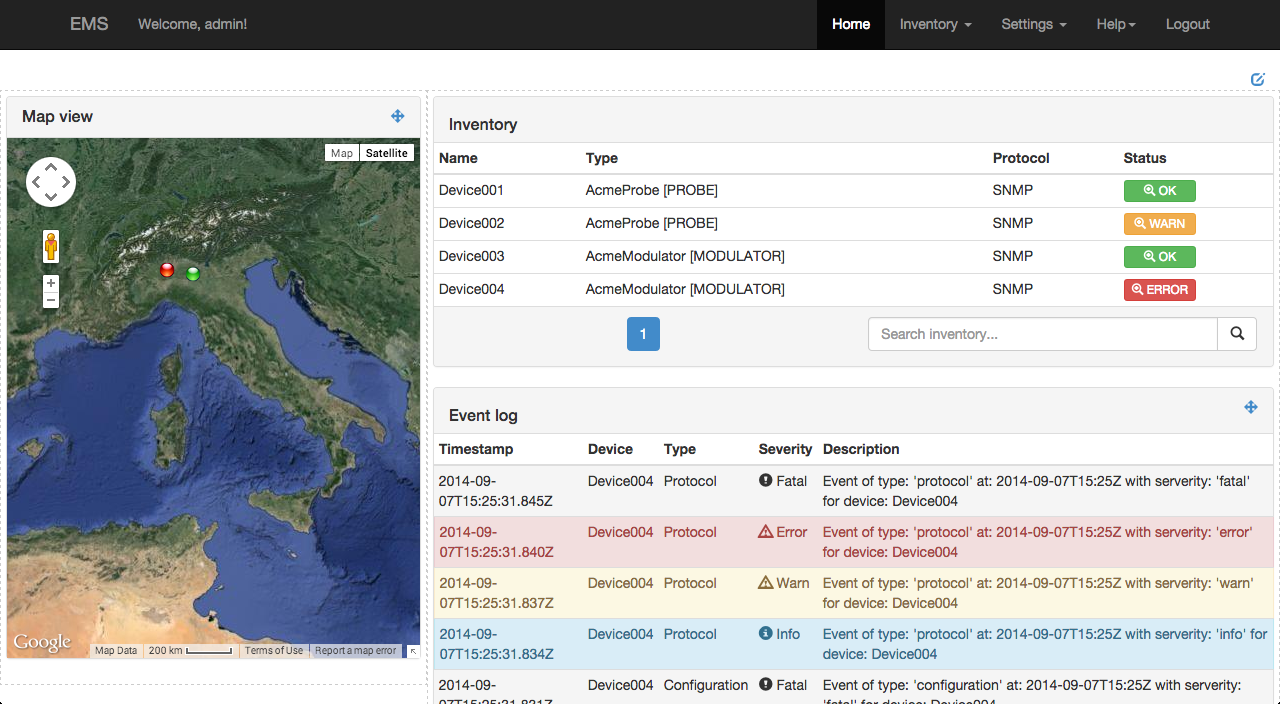 EMS Welcome, admin! Home Inventory Settings Help Logout
Map view
Map Satellite
+
−
Google Map Data 200 km Terms of Use Report a map error
Inventory
Name Type Protocol Status
Device001 AcmeProbe [PROBE] SNMP OK
Device002 AcmeProbe [PROBE] SNMP WARN
Device003 AcmeModulator [MODULATOR] SNMP OK
Device004 AcmeModulator [MODULATOR] SNMP ERROR
1 Search inventory...
Event log
Timestamp Device Type Severity Description
2014-09- Device004 Protocol Fatal Event of type: 'protocol' at: 2014-09-07T15:25Z with serverity: 'fatal'
07T15:25:31.845Z for device: Device004
2014-09- Device004 Protocol Error Event of type: 'protocol' at: 2014-09-07T15:25Z with serverity: 'error'
07T15:25:31.840Z for device: Device004
2014-09- Device004 Protocol Warn Event of type: 'protocol' at: 2014-09-07T15:25Z with serverity: 'warn'
07T15:25:31.837Z for device: Device004
2014-09- Device004 Protocol Info Event of type: 'protocol' at: 2014-09-07T15:25Z with serverity: 'info' for
07T15:25:31.834Z device: Device004
2014-09- Device004 Configuration Fatal Event of type: 'configuration' at: 2014-09-07T15:25Z with serverity:
07T15:25:31.831Z 'fatal' for device: Device004